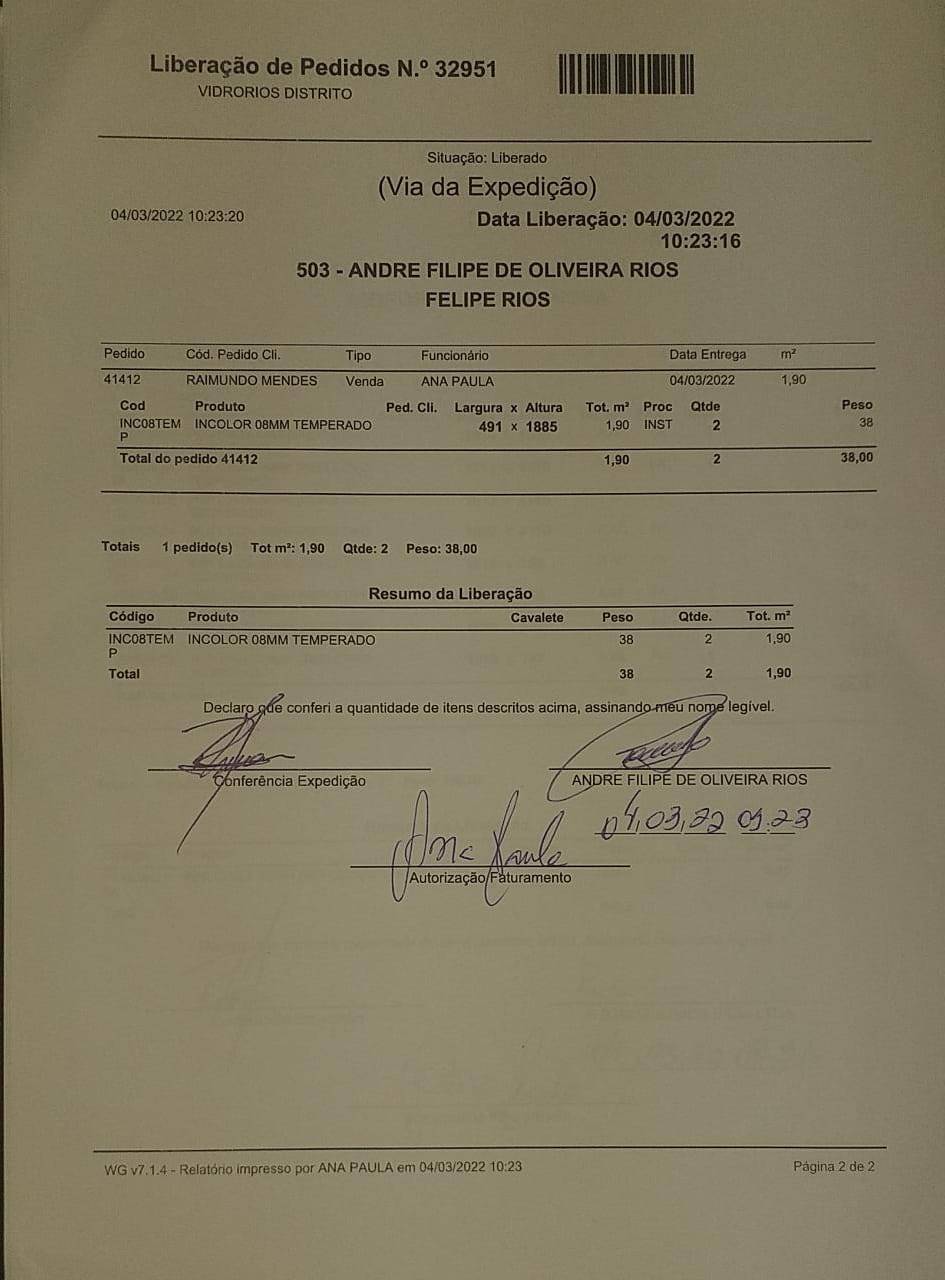 Liberação de Pedidos N.º 32951
VIDRORIOS DISTRITO
Situação: Liberado
(Via da Expedição)
04/03/2022 10:23:20
Data Liberação: 04/03/2022
10:23:16
503 - ANDRE FILIPE DE OLIVEIRA RIOS
FELIPE RIOS
Pedido Cód. Pedido Cli. Tipo Funcionário Data Entrega m²
41412 RAIMUNDO MENDES Venda ANA PAULA 04/03/2022 1,90
Cod Produto Ped. Cli. Largura x Altura Tot. m² Proc Qtde Peso
INC08TEM INCOLOR 08MM TEMPERADO 491 x 1885 1,90 INST 2 38
P
Total do pedido 41412 1,90 2 38,00
Totais 1 pedido(s) Tot m²: 1,90 Qtde: 2 Peso: 38,00
Resumo da Liberação
Código Produto Cavalete Peso Qtde. Tot. m²
INC08TEM INCOLOR 08MM TEMPERADO 38 2 1,90
P
Total 38 2 1,90
Declaro que conferi a quantidade de itens descritos acima, assinando meu nome legível.
Conferência Expedição
ANDRE FILIPE DE OLIVEIRA RIOS
04,03,22 09:23
Ana Paula
Autorização Faturamento
WG v7.1.4 - Relatório impresso por ANA PAULA em 04/03/2022 10:23
Página 2 de 2